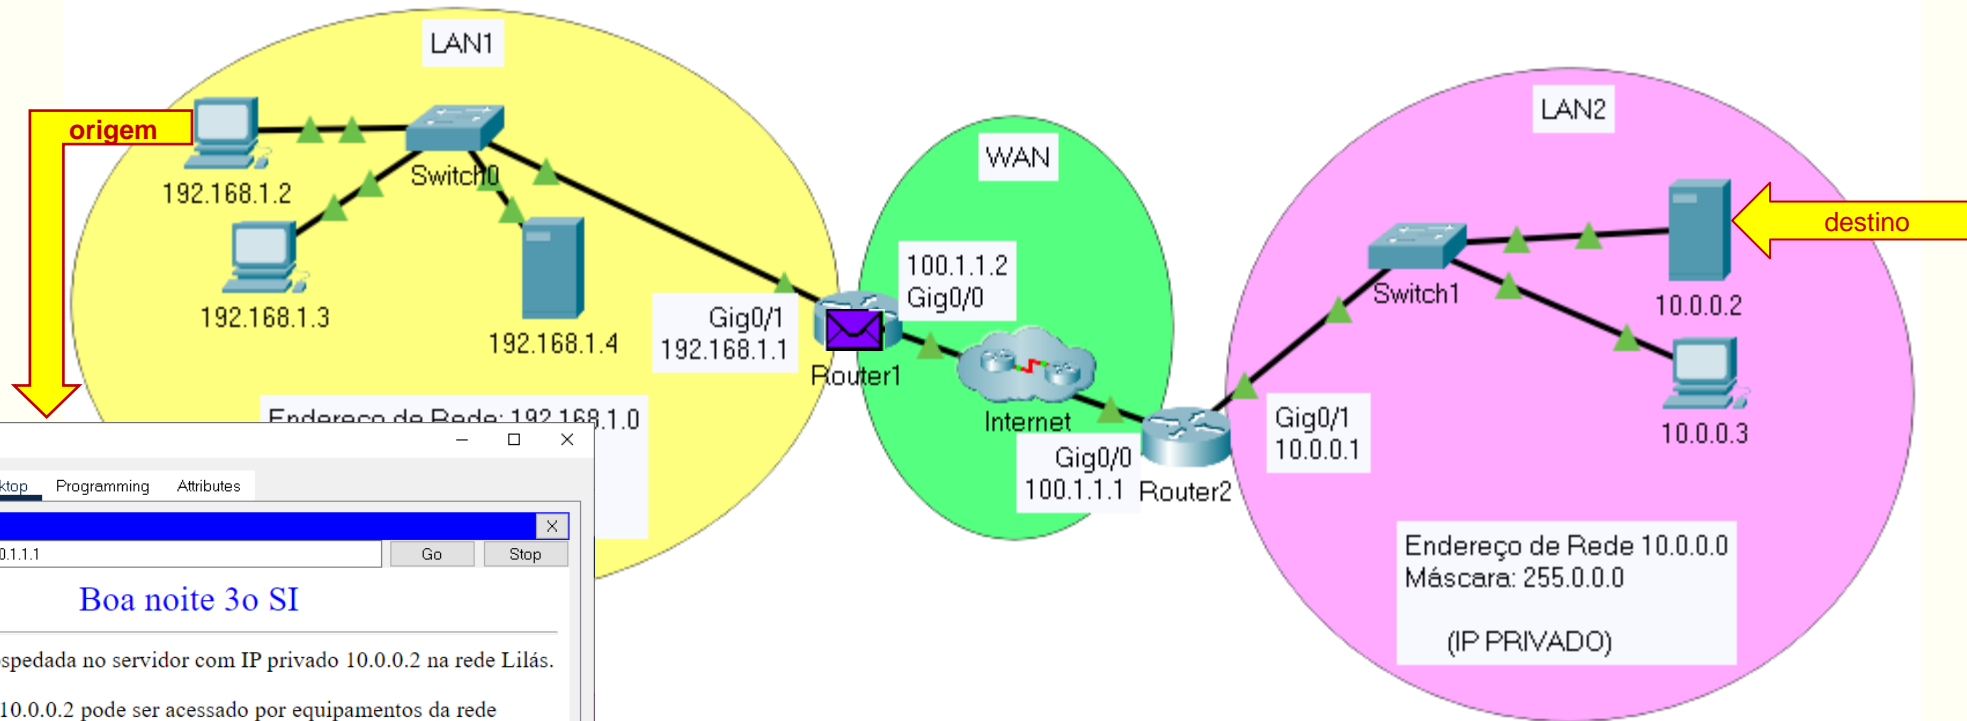 LAN1
origem
192.168.1.2
Switch0
192.168.1.3
192.168.1.4
Gig0/1
192.168.1.1
Router1
Endereço de Rede: 192.168.1.0
WAN
100.1.1.2
Gig0/0
Internet
Gig0/0
100.1.1.1
Router2
LAN2
destino
Switch1
10.0.0.2
10.0.0.3
Gig0/1
10.0.0.1
Endereço de Rede 10.0.0.0
Máscara: 255.0.0.0
(IP PRIVADO)
Programming
Attributes
0.1.1.1
Go
Stop
Boa noite 3o SI
no servidor com IP privado 10.0.0.2 na rede Lilás.
10.0.0.2 pode ser acessado por equipamentos da rede